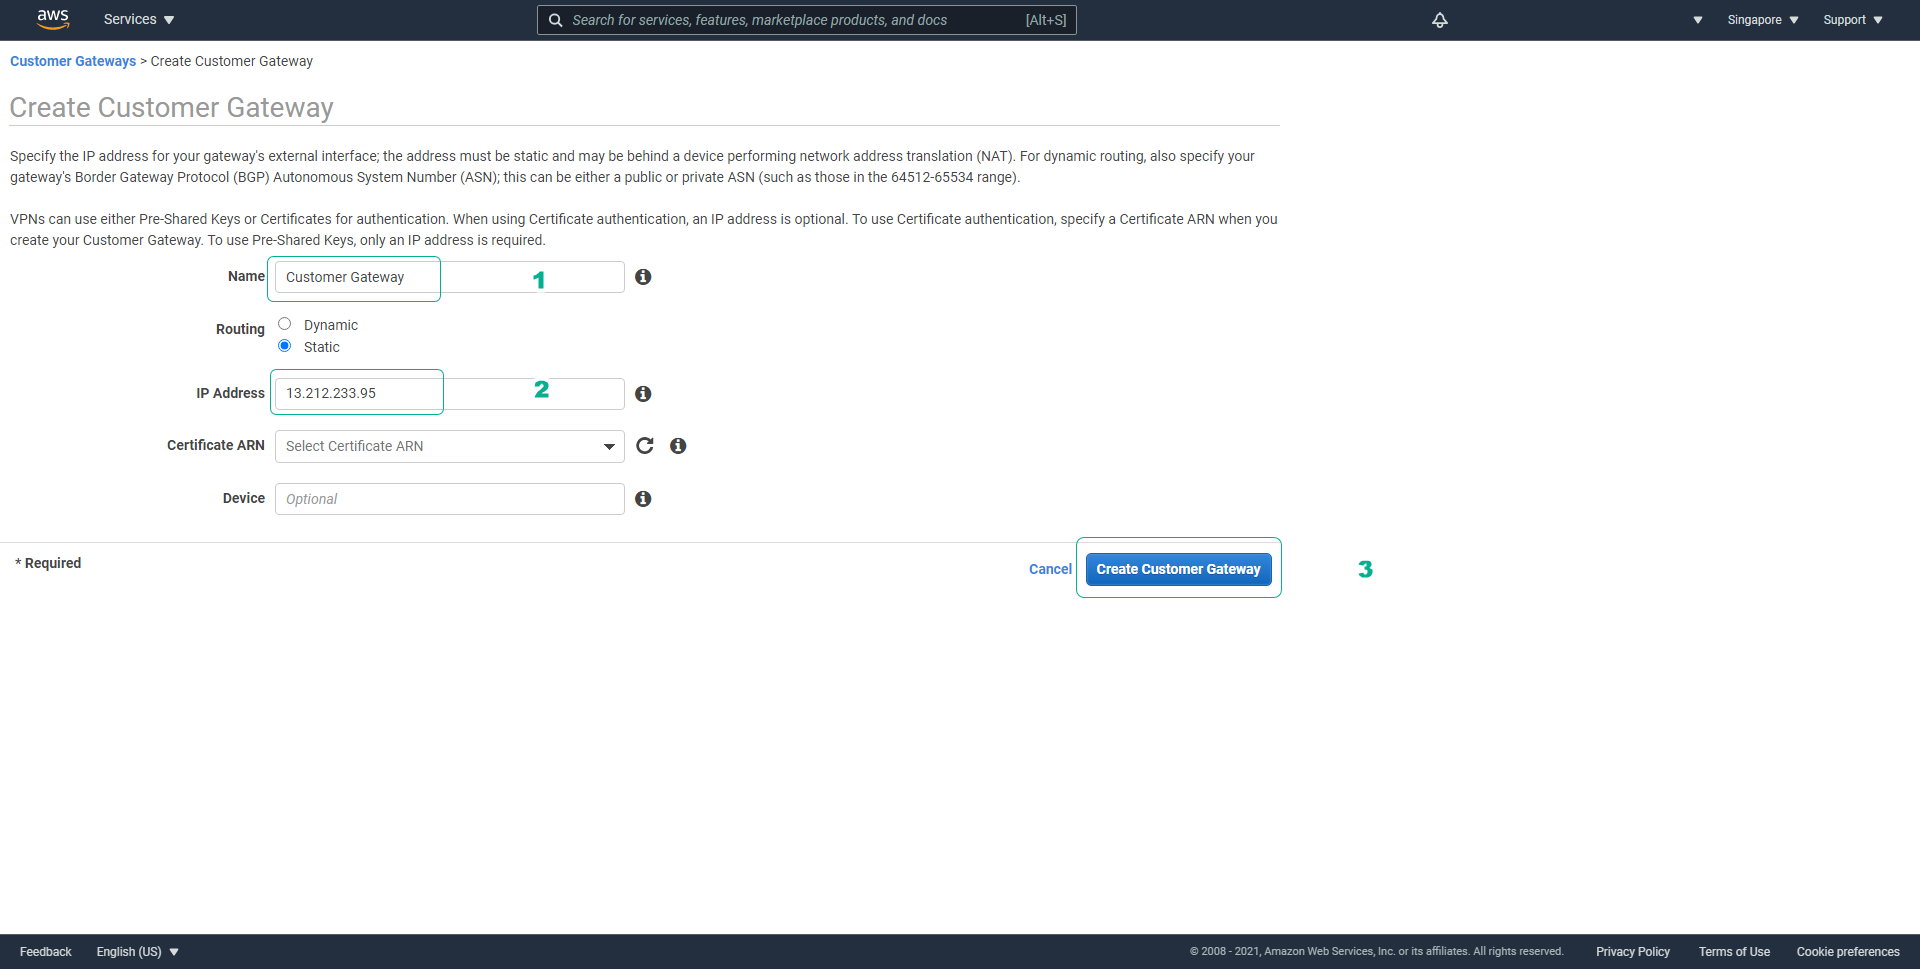 aws Services Search for services, features, marketplace products, and docs [Alt+S] Singapore Support
Customer Gateways > Create Customer Gateway
Create Customer Gateway
Specify the IP address for your gateway's external interface; the address must be static and may be behind a device performing network address translation (NAT). For dynamic routing, also specify your
gateway's Border Gateway Protocol (BGP) Autonomous System Number (ASN); this can be either a public or private ASN (such as those in the 64512-65534 range).
VPNs can use either Pre-Shared Keys or Certificates for authentication. When using Certificate authentication, an IP address is optional. To use Certificate authentication, specify a Certificate ARN when you
create your Customer Gateway. To use Pre-Shared Keys, only an IP address is required.
Name Customer Gateway 1
Routing Dynamic
Static
IP Address 13.212.233.95 2
Certificate ARN Select Certificate ARN
Device Optional
* Required
Cancel Create Customer Gateway 3
Feedback English (US) © 2008 - 2021, Amazon Web Services, Inc. or its affiliates. All rights reserved. Privacy Policy Terms of Use Cookie preferences